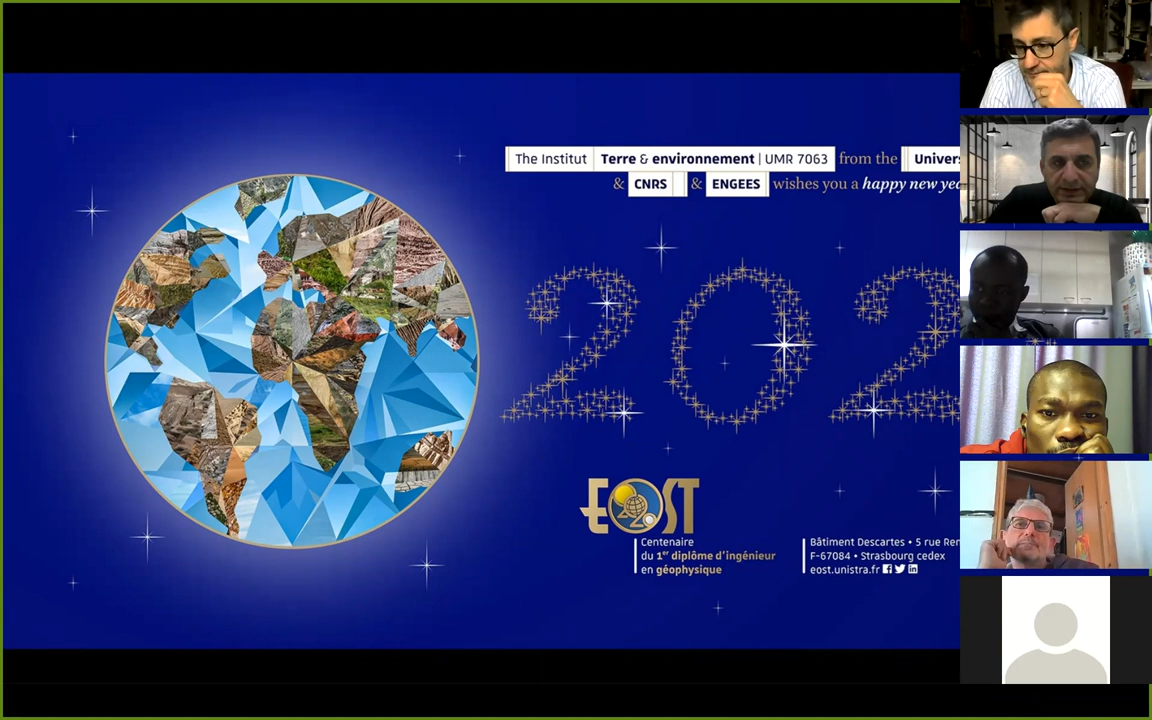 The Institut Terre & environnement | UMR 7063 from the
& CNRS & ENGEES wishes you a happy new
202
EOST
Centenaire
du 1er diplôme d'ingénieur
en géophysique
Bâtiment Descartes • 5 rue
F-67084 • Strasbourg cedex
eost.unistra.fr